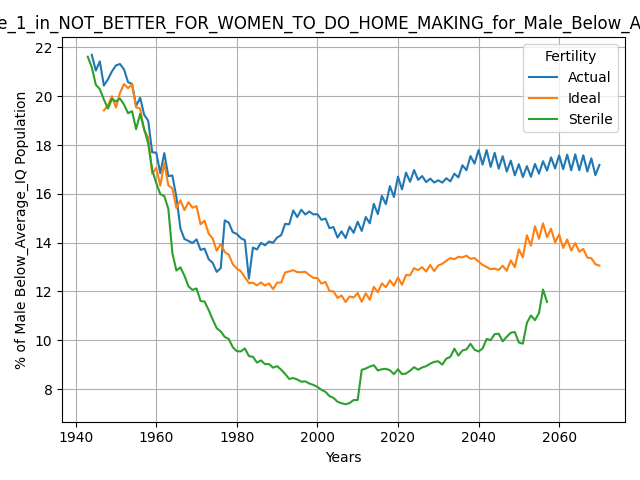 e_1_in_NOT_BETTER_FOR_WOMEN_TO_DO_HOME_MAKING_for_Male_Below_A
Fertility
Actual
Ideal
Sterile
% of Male Below_Average_IQ Population
22
20
18
16
14
12
10
8
1940 1960 1980 2000 2020 2040 2060
Years